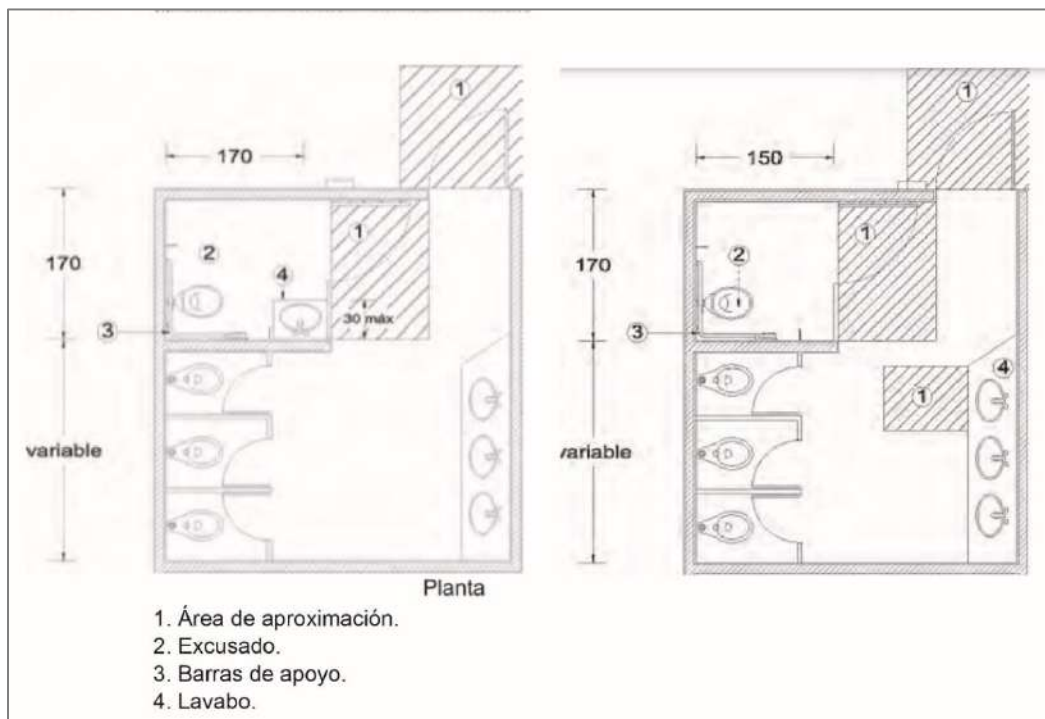 1
170
170
2
1
4
30 máx
3
variable
1
150
170
2
1
3
4
1
variable
Planta
1. Área de aproximación.
2. Excusado.
3. Barras de apoyo.
4. Lavabo.